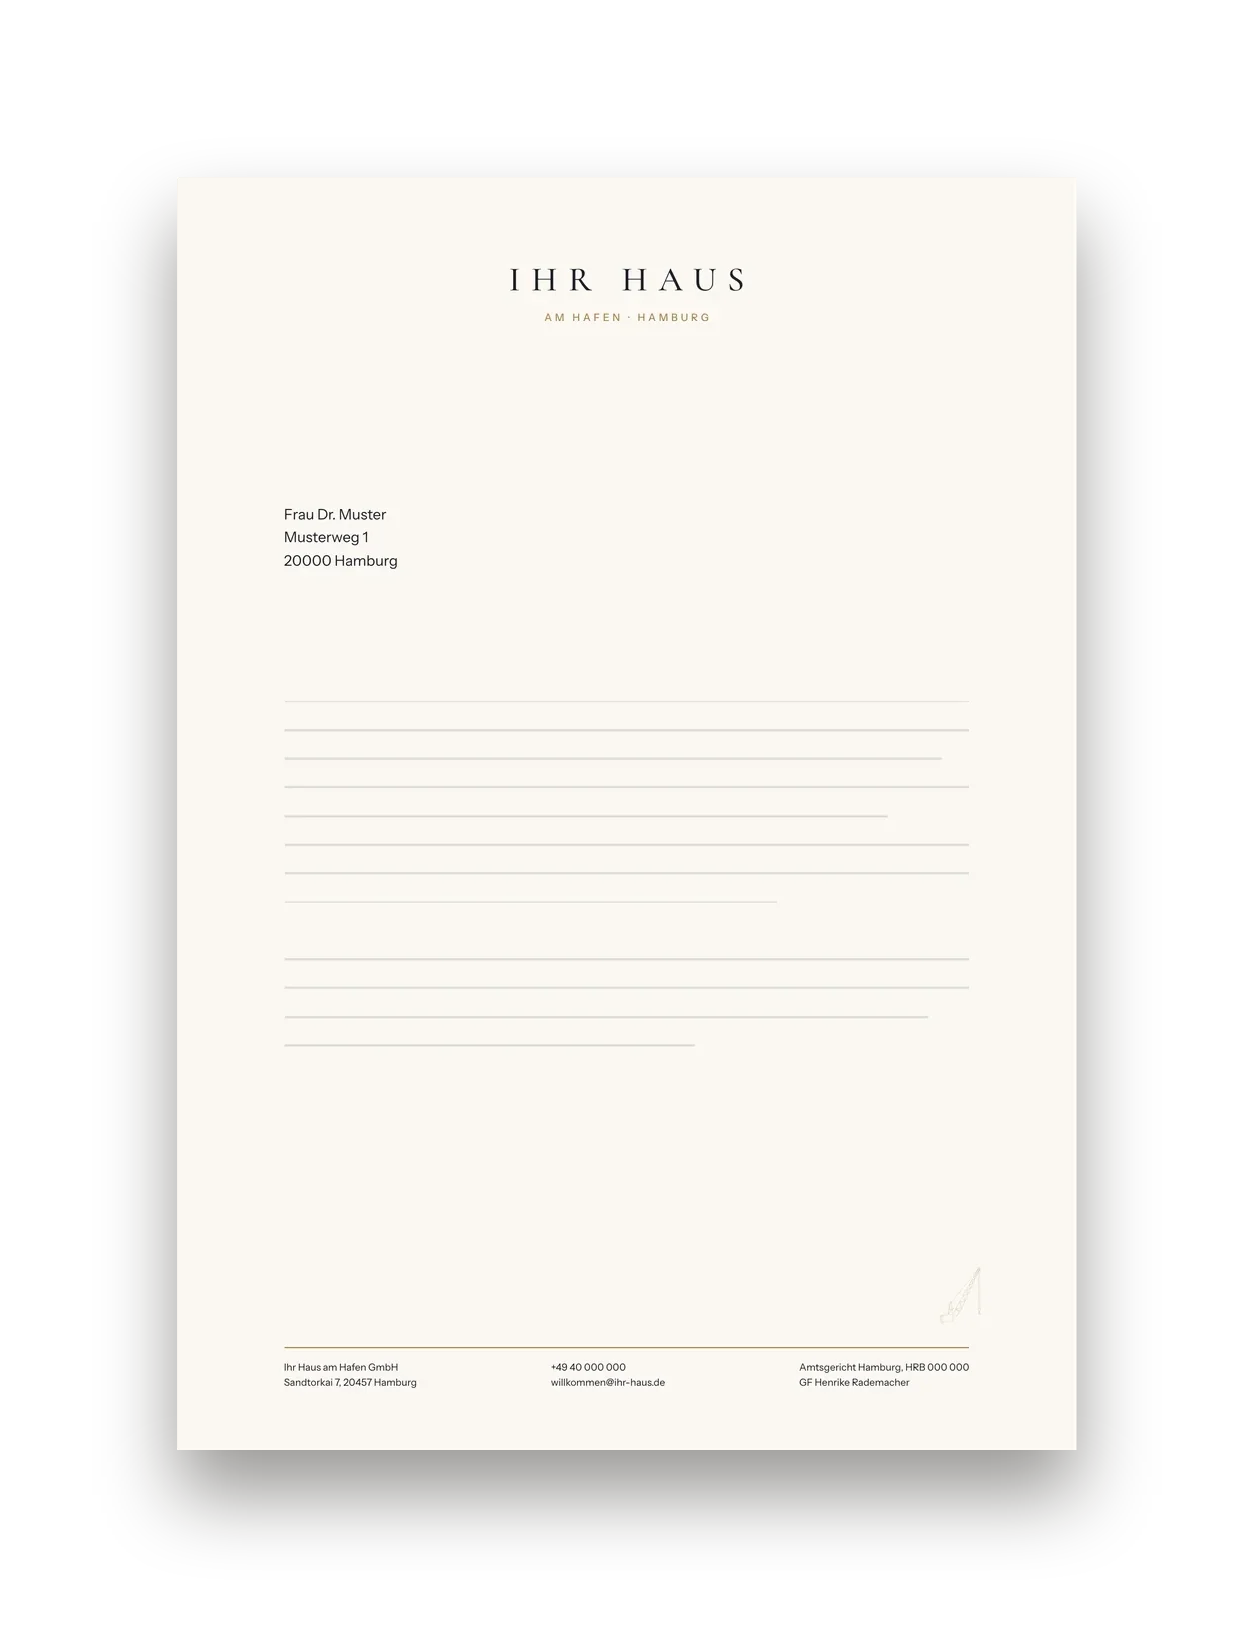 IHR HAUS
AM HAFEN · HAMBURG
Frau Dr. Muster
Musterweg 1
20000 Hamburg
Ihr Haus am Hafen GmbH
Sandtorkai 7, 20457 Hamburg
+49 40 000 000
willkommen@ihr-haus.de
Amtsgericht Hamburg, HRB 000 000
GF Henrike Rademacher